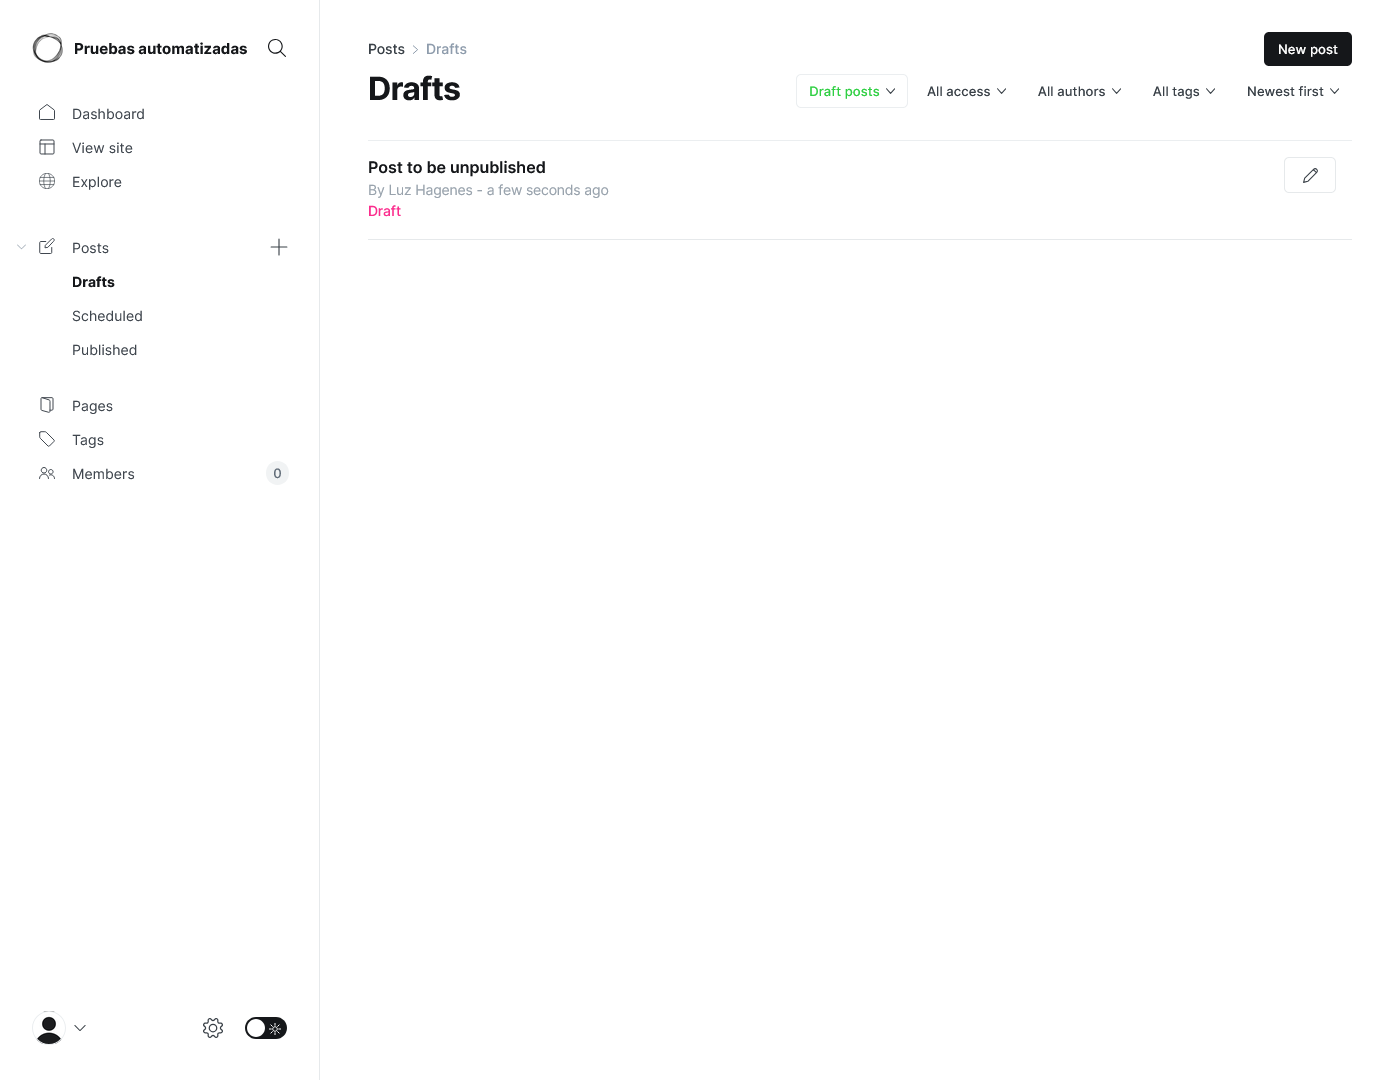 Pruebas automatizadas
Dashboard
View site
Explore
Posts
Drafts
Scheduled
Published
Pages
Tags
Members 0
Posts Drafts
New post
Drafts
Draft posts All access All authors All tags Newest first
Post to be unpublished
By Luz Hagenes - a few seconds ago
Draft